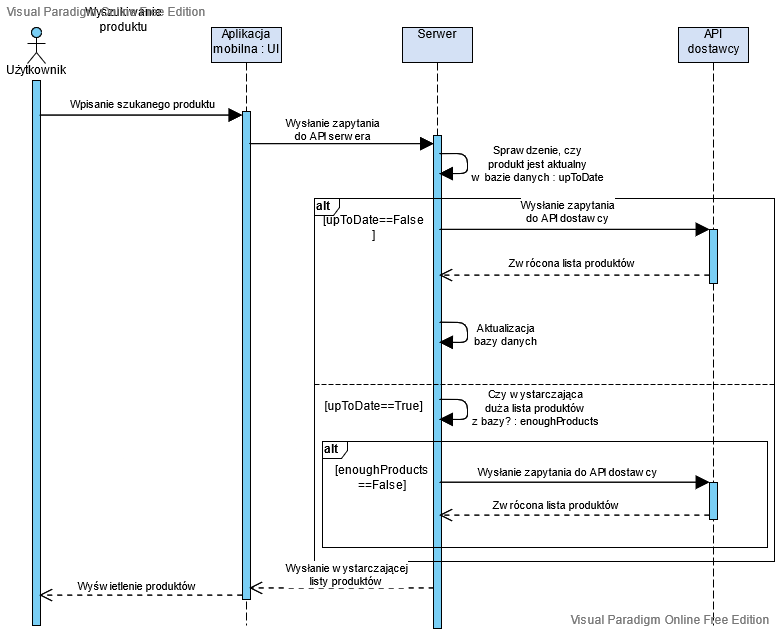 Visual Paradigm Online Free Edition
Wyszukiwanie
produktu
Użytkownik
Aplikacja
mobilna : UI
Serwer
API
dostawcy
Wpisanie szukanego produktu
Wysłanie zapytania
do API serwera
Sprawdzenie, czy
produkt jest aktualny
w bazie danych : upToDate
alt
[upToDate==False
]
Wysłanie zapytania
do API dostawcy
Zwrócona lista produktów
Aktualizacja
bazy danych
[upToDate==True]
Czy wystarczająca
duża lista produktów
z bazy? : enoughProducts
alt
[enoughProducts
==False]
Wysłanie zapytania do API dostawcy
Zwrócona lista produktów
Wysłanie wystarczającej
listy produktów
Wyświetlenie produktów
Visual Paradigm Online Free Edition